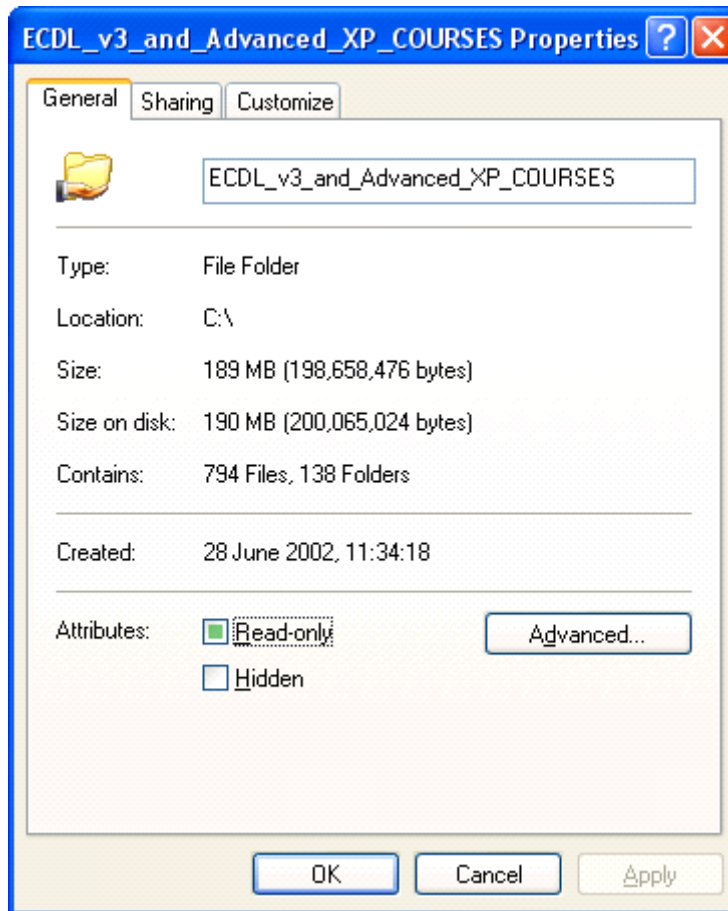 ECDL_v3_and_Advanced_XP_COURSES Properties ?
General Sharing Customize
ECDL_v3_and_Advanced_XP_COURSES
Type: File Folder
Location: C:\
Size: 189 MB (198,658,476 bytes)
Size on disk: 190 MB (200,065,024 bytes)
Contains: 794 Files, 138 Folders
Created: 28 June 2002, 11:34:18
Attributes: Read-only Advanced...
Hidden
OK Cancel Apply